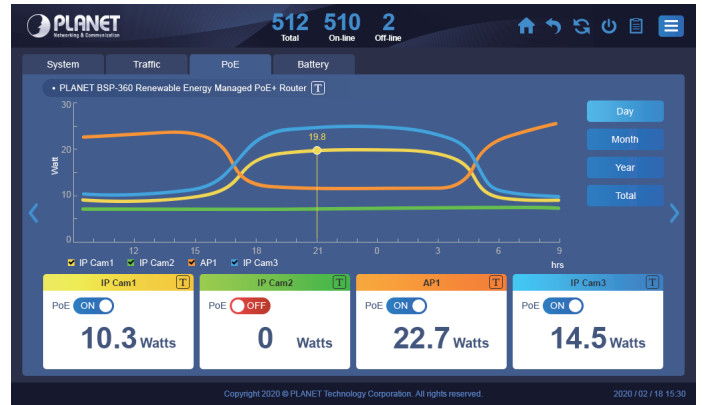 PLANET
Networking & Communication
512 510 2
Total On-line Off-line
System Traffic PoE Battery
• PLANET BSP-360 Renewable Energy Managed PoE+ Router T
30
20
10
0
Watt
19.8
12 15 18 21 0 3 6 9
hrs
IP Cam1 IP Cam2 AP1 IP Cam3
Day
Month
Year
Total
IP Cam1 T
PoE ON
10.3 Watts
IP Cam2 T
PoE OFF
0 Watts
AP1 T
PoE ON
22.7 Watts
IP Cam3 T
PoE ON
14.5 Watts
Copyright 2020 © PLANET Technology Corporation. All rights reserved.
2020 / 02 / 18 15:30